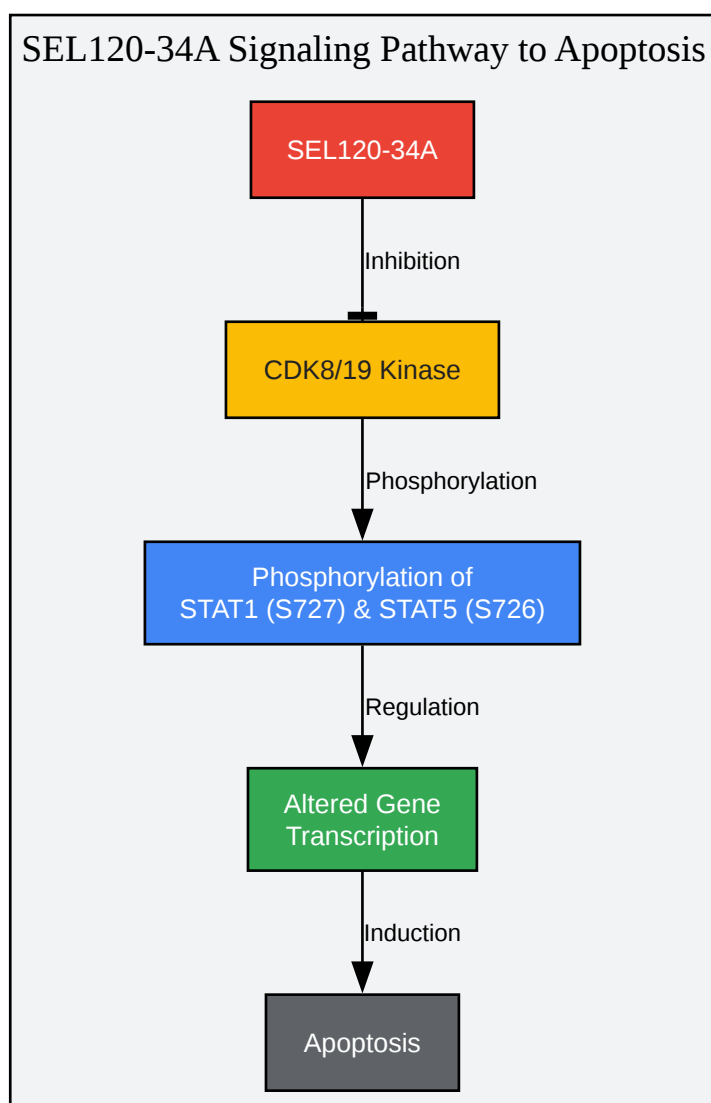 SEL120-34A Signaling Pathway to Apoptosis
SEL120-34A
Inhibition
CDK8/19 Kinase
Phosphorylation
Phosphorylation of
STAT1 (S727) & STAT5 (S726)
Regulation
Altered Gene
Transcription
Induction
Apoptosis